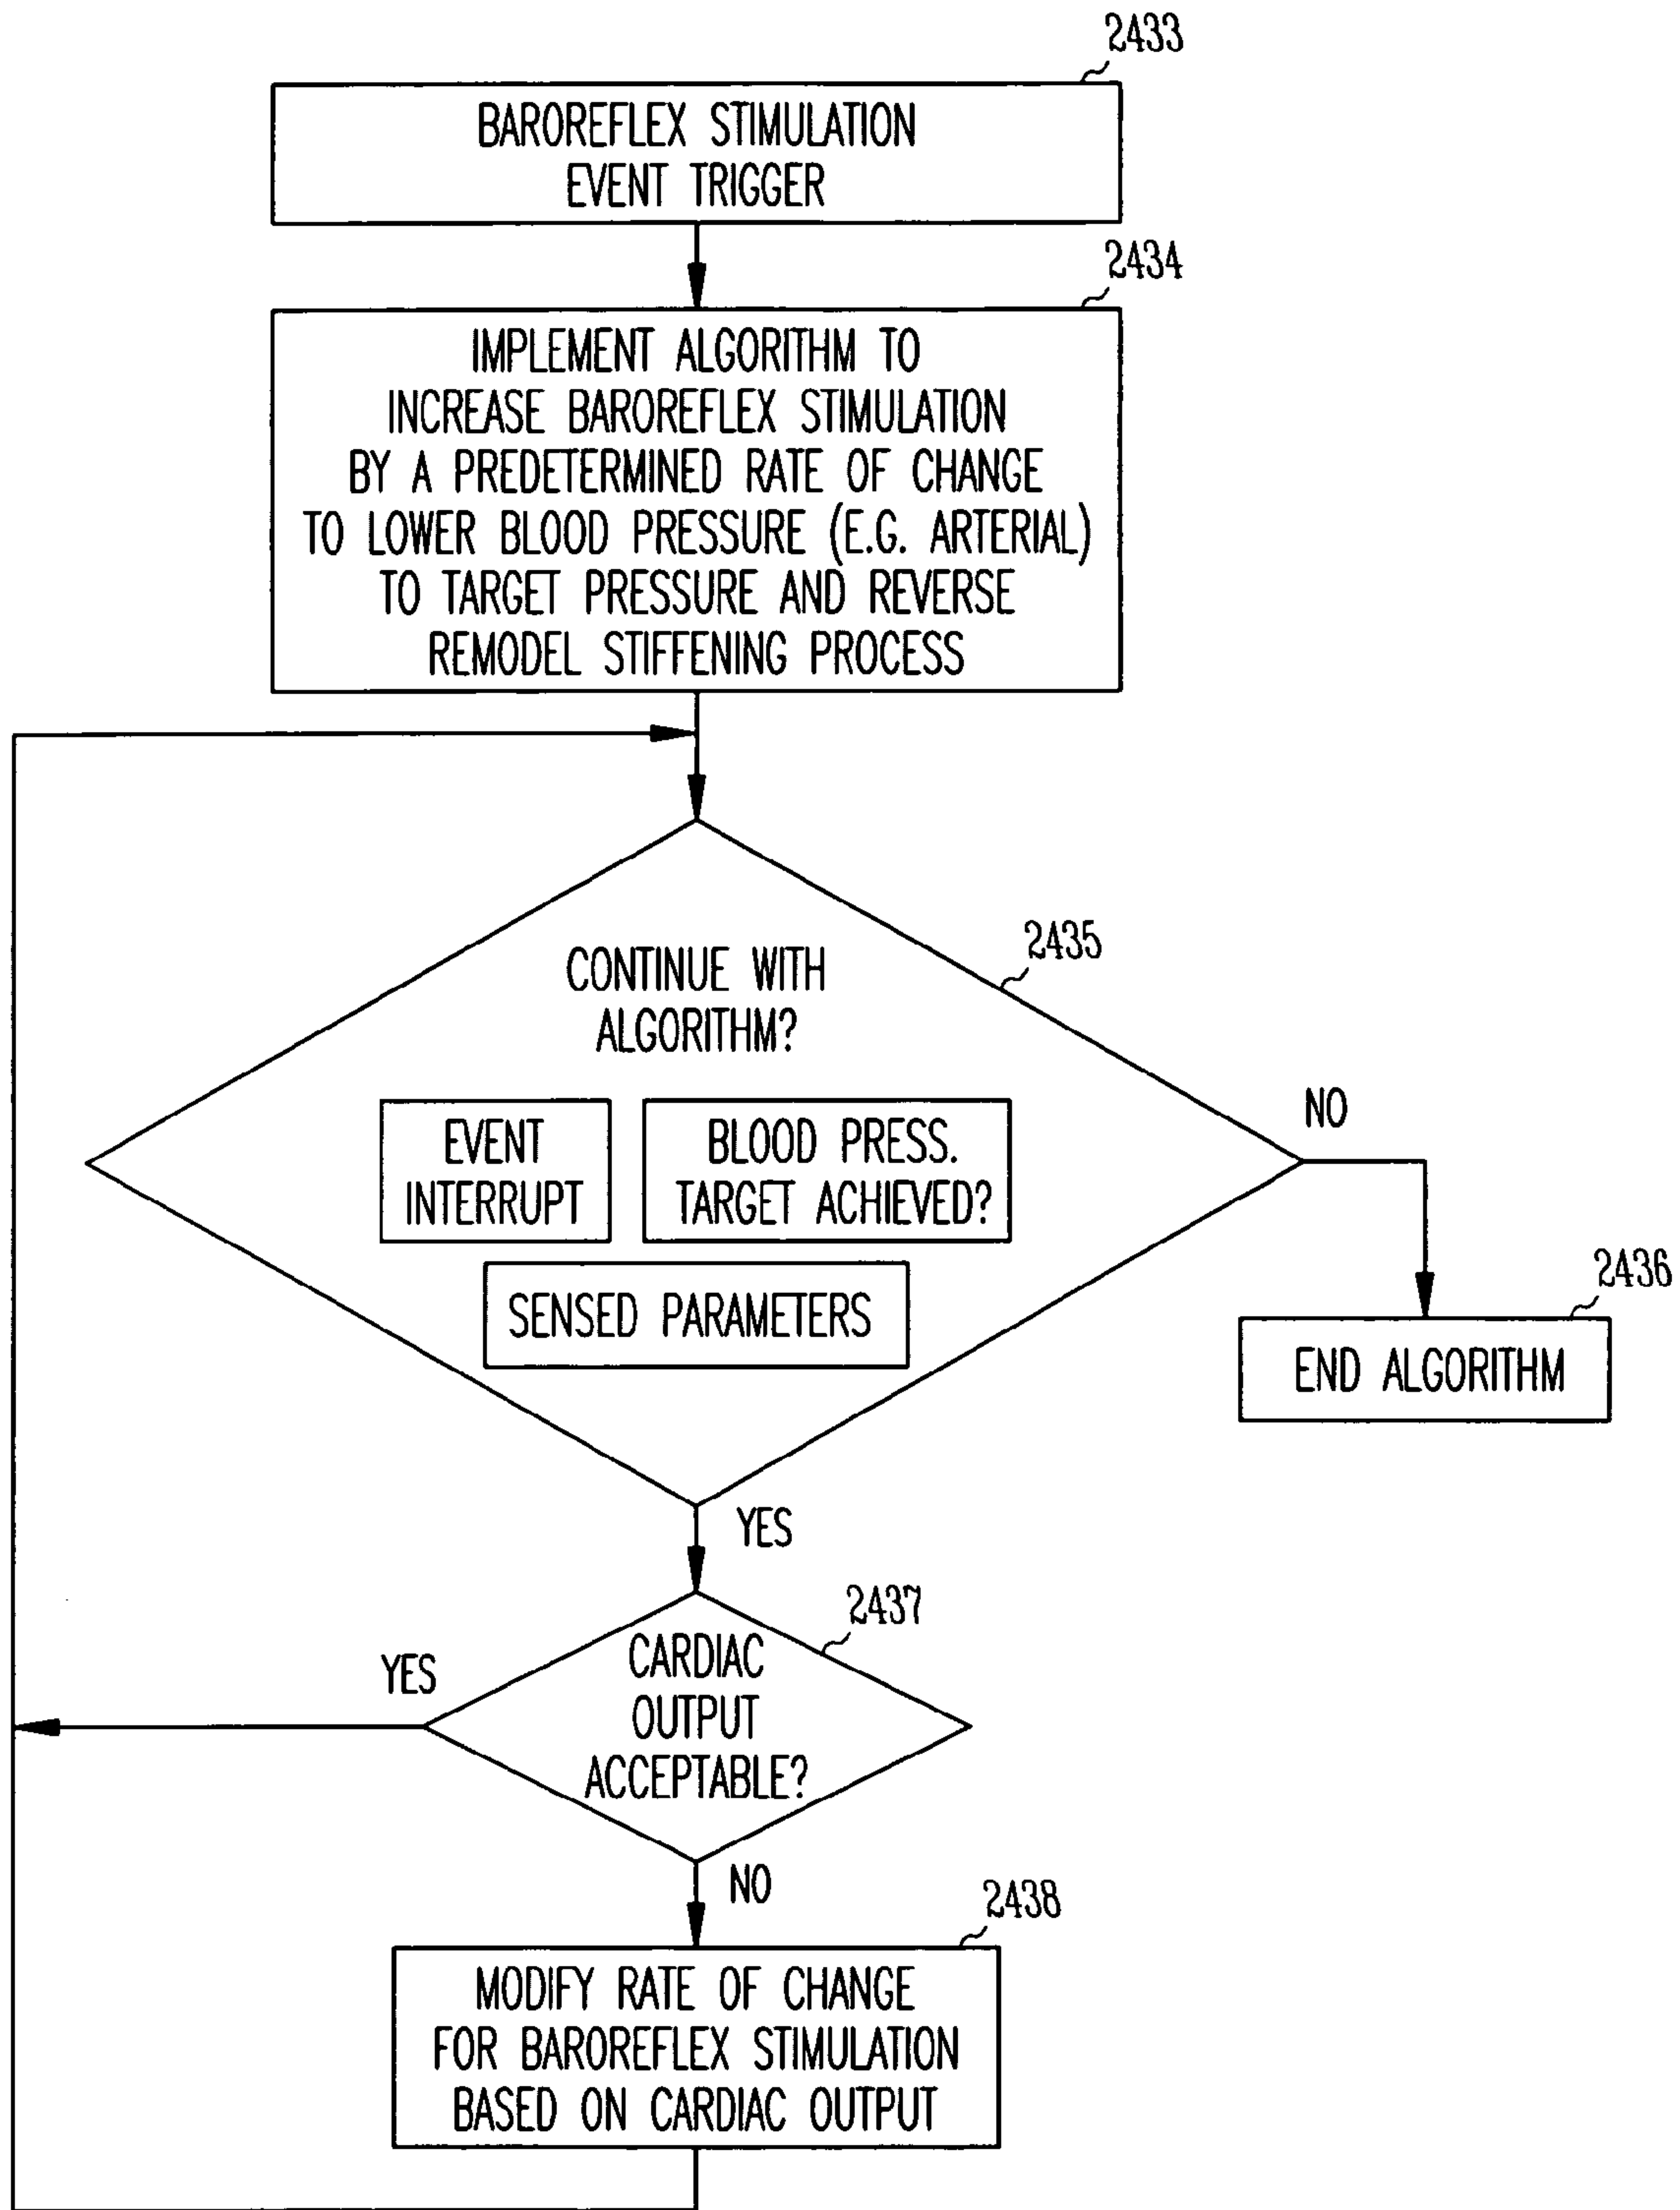 2433
BAROREFLEX STIMULATION
EVENT TRIGGER
2434
IMPLEMENT ALGORITHM TO
INCREASE BAROREFLEX STIMULATION
BY A PREDETERMINED RATE OF CHANGE
TO LOWER BLOOD PRESSURE (E.G. ARTERIAL)
TO TARGET PRESSURE AND REVERSE
REMODEL STIFFENING PROCESS
2435
CONTINUE WITH
ALGORITHM?
EVENT
INTERRUPT
BLOOD PRESS.
TARGET ACHIEVED?
SENSED PARAMETERS
NO
2436
END ALGORITHM
YES
2437
CARDIAC
OUTPUT
ACCEPTABLE?
YES
NO
2438
MODIFY RATE OF CHANGE
FOR BAROREFLEX STIMULATION
BASED ON CARDIAC OUTPUT